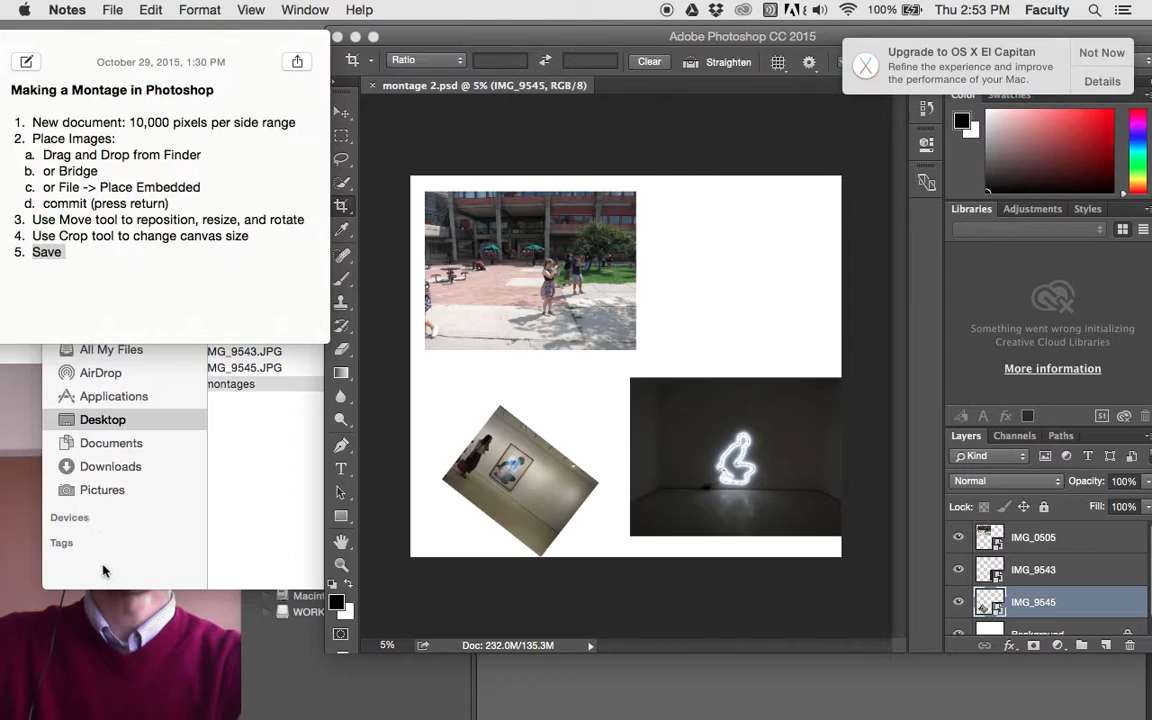 Notes File Edit Format View Window Help 100% Thu 2:53 PM Faculty
Adobe Photoshop CC 2015
Upgrade to OS X El Capitan
Refine the experience and improve
the performance of your Mac.
Not Now
Details
October 29, 2015, 1:30 PM
Making a Montage in Photoshop
1. New document: 10,000 pixels per side range
2. Place Images:
a. Drag and Drop from Finder
b. or Bridge
c. or File -> Place Embedded
d. commit (press return)
3. Use Move tool to reposition, resize, and rotate
4. Use Crop tool to change canvas size
5. Save
Ratio Clear Straighten
montage 2.psd @ 5% (IMG_9545, RGB/8)
Color Swatches
Libraries Adjustments Styles
Something went wrong initializing
Creative Cloud Libraries
More information
All My Files
AirDrop
Applications
Desktop
Documents
Downloads
Pictures
Devices
Tags
MG_9543.JPG
MG_9545.JPG
montages
Macint
WORK
St
Layers Channels Paths
Kind
Normal Opacity: 100%
Lock: Fill: 100%
IMG_0505
IMG_9543
IMG_9545
Background
5% Doc: 232.0M/135.3M